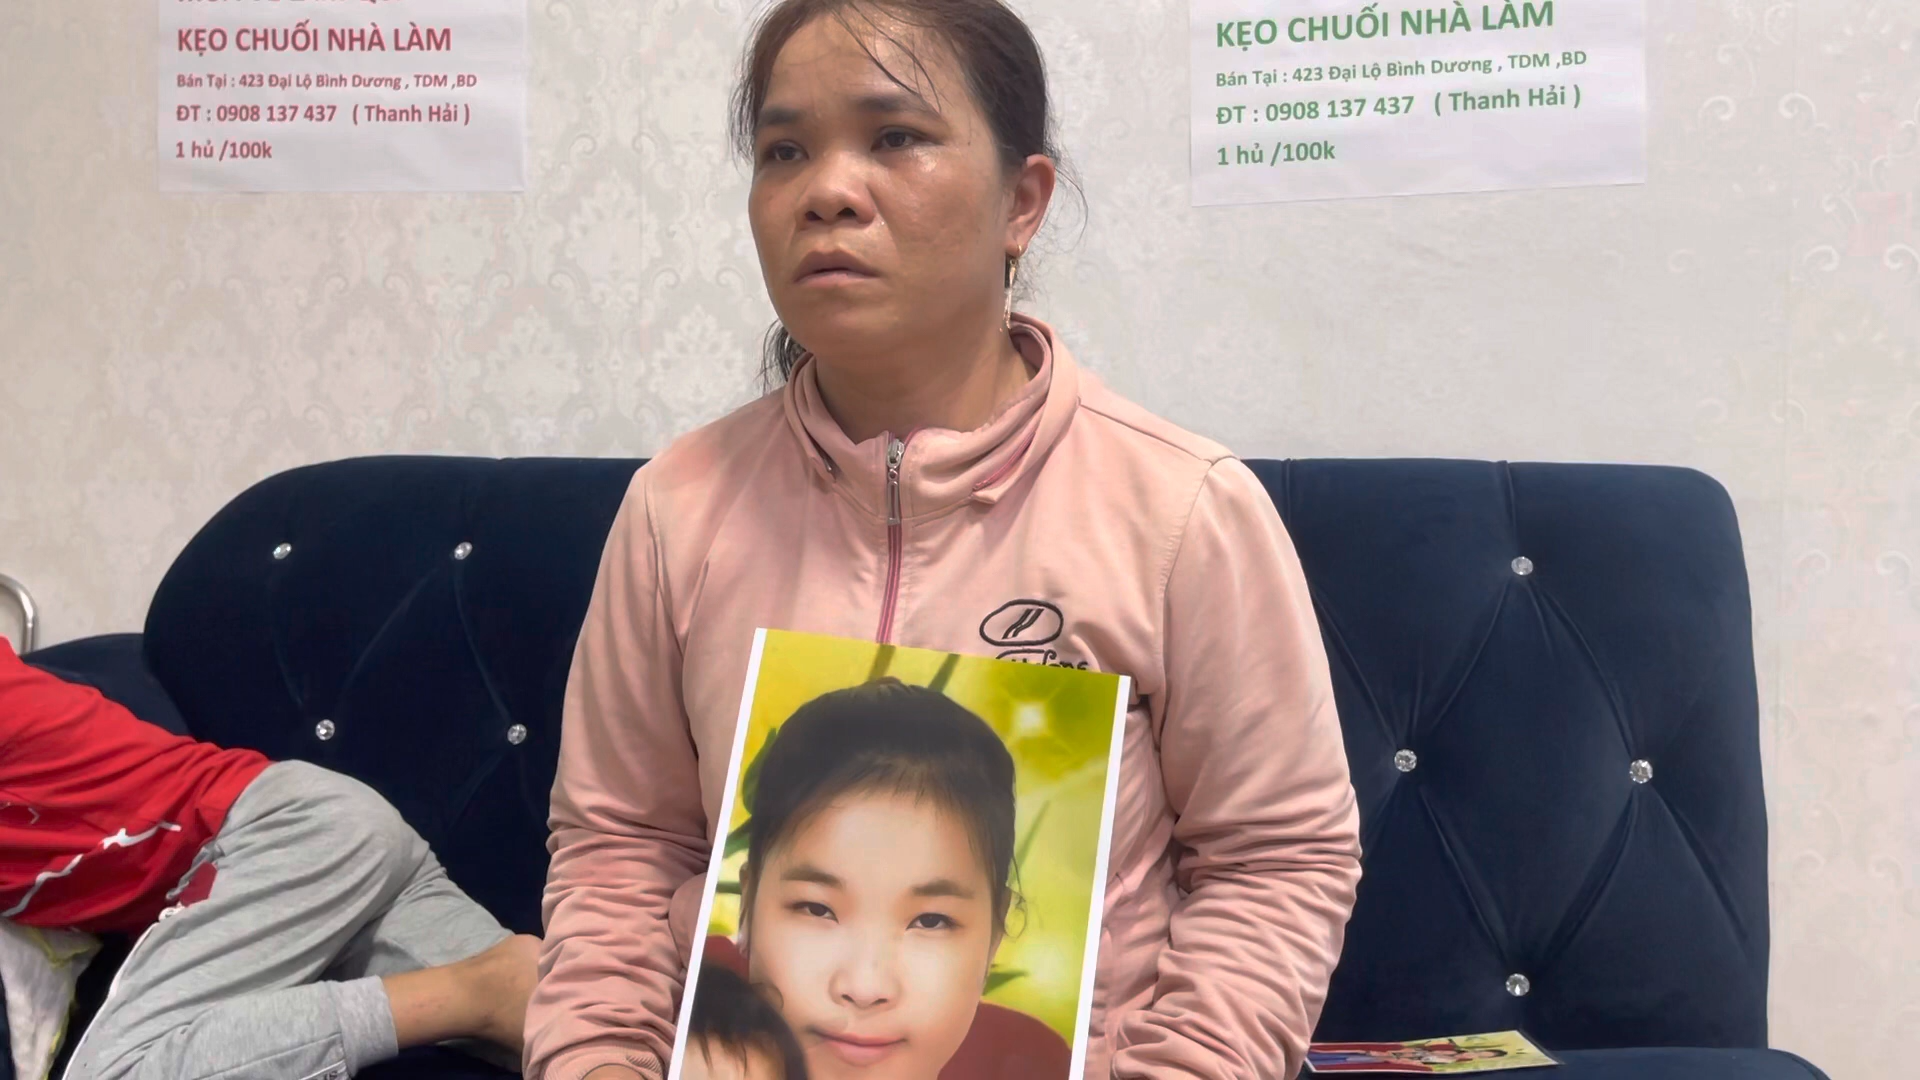 KẸO CHUỐI NHÀ LÀM
Bán Tại : 423 Đại Lộ Bình Dương , TDM ,BD
ĐT : 0908 137 437 ( Thanh Hải )
1 hủ /100k
KẸO CHUỐI NHÀ LÀM
Bán Tại : 423 Đại Lộ Bình Dương , TDM ,BD
ĐT : 0908 137 437 ( Thanh Hải )
1 hủ /100k